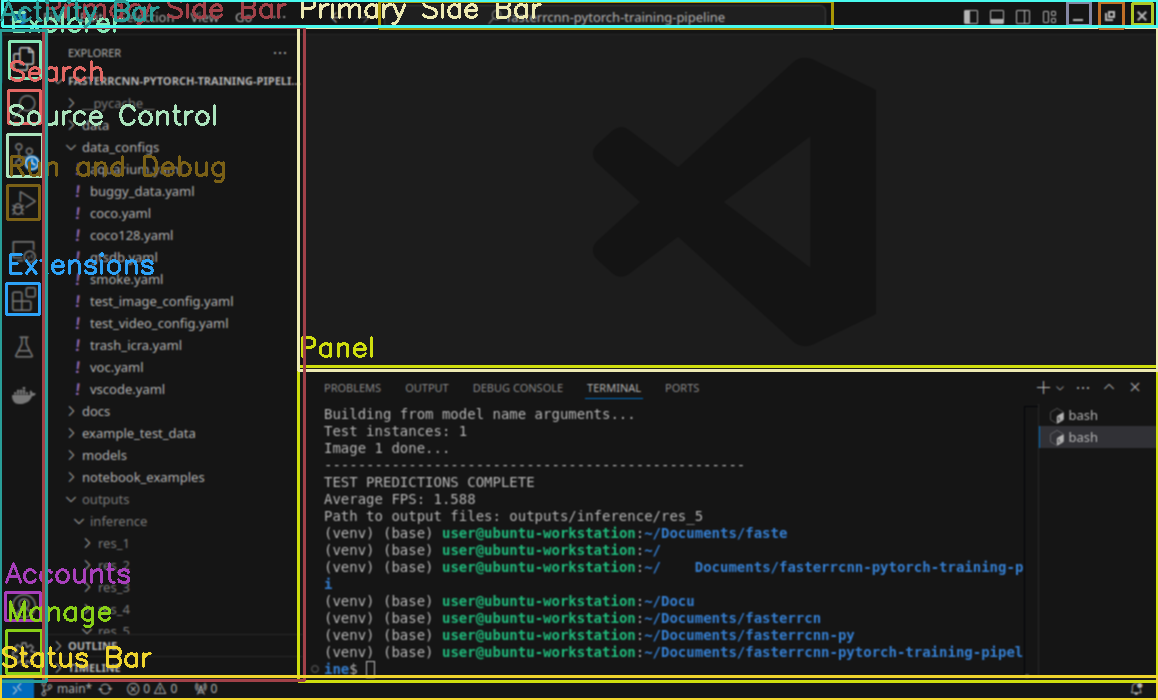 Activity Bar
Primary Side Bar
Primary Side Bar
fasterrcnn-pytorch-training-pipeline
Explorer
EXPLORER
Search
FASTERRCNN-PYTORCH-TRAINING-PIPELI...
__pycache__
Source Control
data
data_configs
Run and Debug
aquarium.yaml
buggy_data.yaml
coco.yaml
coco128.yaml
Extensions
smoke.yaml
test_image_config.yaml
test_video_config.yaml
trash_icra.yaml
voc.yaml
vscode.yaml
docs
example_test_data
models
notebook_examples
outputs
inference
res_1
Accounts
res_2
res_3
Manage
res_4
res_5
OUTLINE
Status Bar
TIMELINE
Panel
PROBLEMS OUTPUT DEBUG CONSOLE TERMINAL PORTS
Building from model name arguments...
Test instances: 1
Image 1 done...
--------------------------------------------------
TEST PREDICTIONS COMPLETE
Average FPS: 1.588
Path to output files: outputs/inference/res_5
(venv) (base) user@ubuntu-workstation:~/Documents/faste
(venv) (base) user@ubuntu-workstation:~/
(venv) (base) user@ubuntu-workstation:~/ Documents/fasterrcnn-pytorch-training-p
i
(venv) (base) user@ubuntu-workstation:~/Docu
(venv) (base) user@ubuntu-workstation:~/Documents/fasterrcn
(venv) (base) user@ubuntu-workstation:~/Documents/fasterrcnn-py
(venv) (base) user@ubuntu-workstation:~/Documents/fasterrcnn-pytorch-training-pipel
ine$
bash
bash
main* 0 0 0